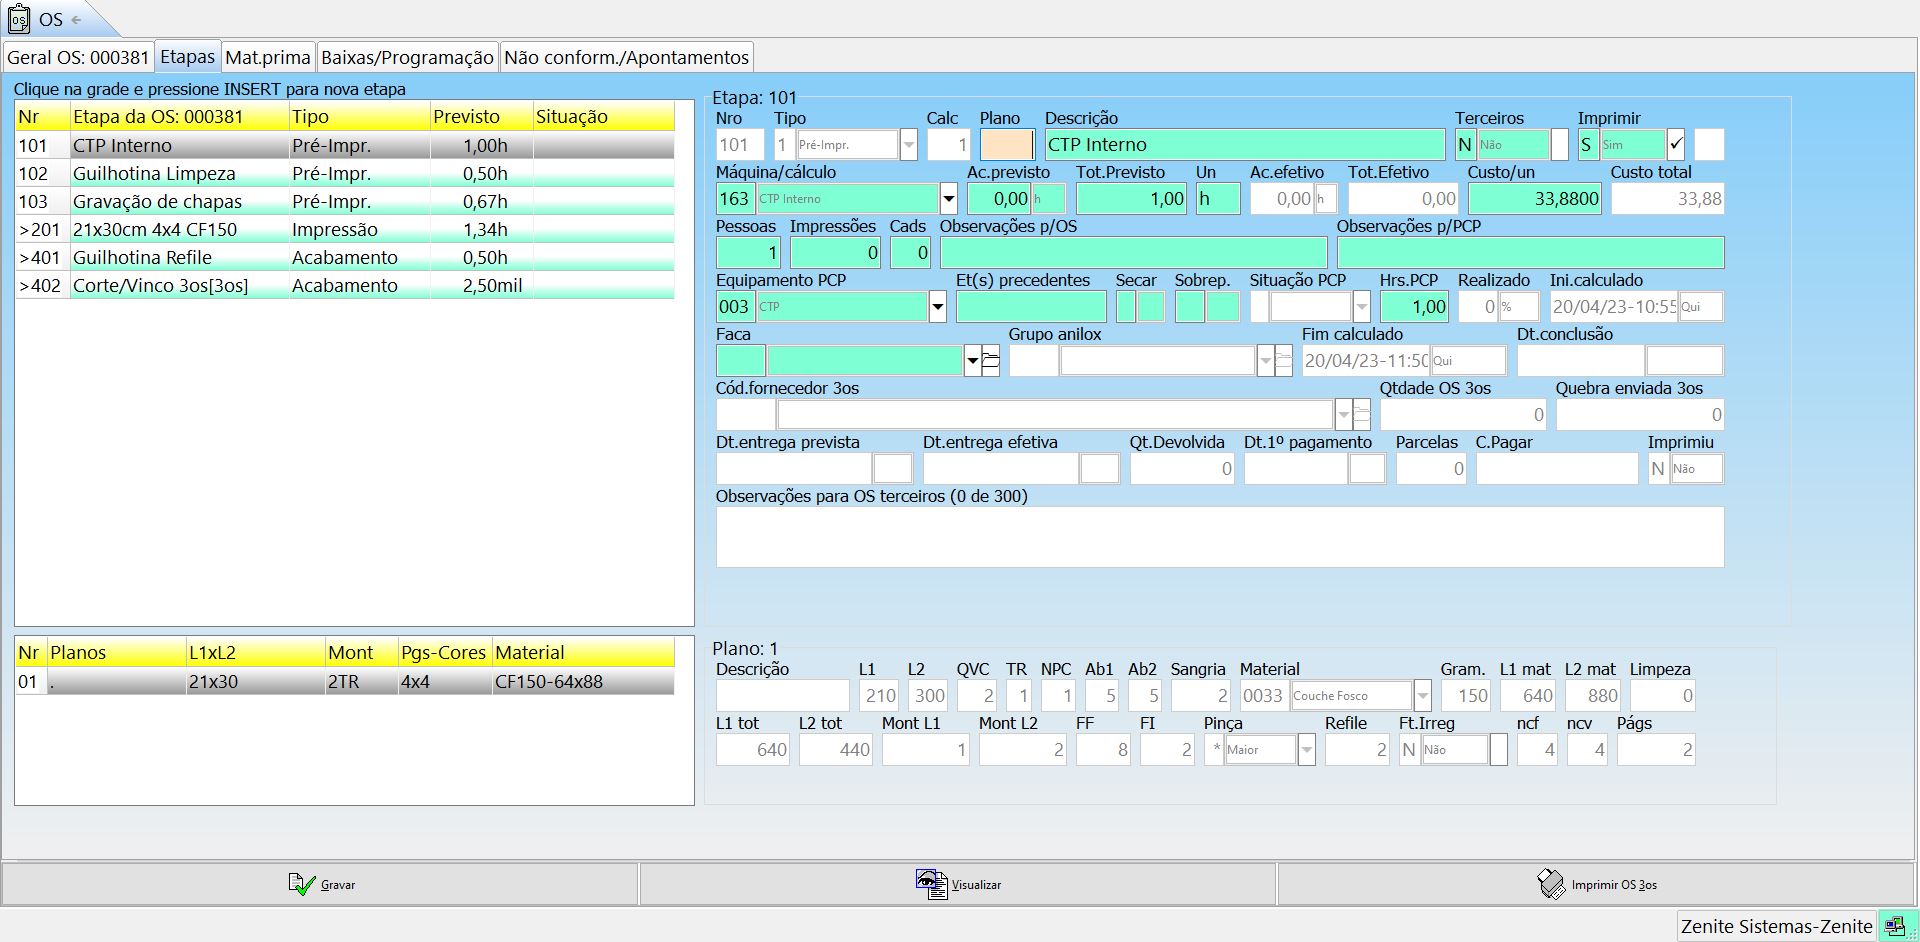 OS
Geral OS: 000381 Etapas Mat.prima Baixas/Programação Não conform./Apontamentos
Clique na grade e pressione INSERT para nova etapa
Nr Etapa da OS: 000381 Tipo Previsto Situação
101 CTP Interno Pré-Impr. 1,00h
102 Guilhotina Limpeza Pré-Impr. 0,50h
103 Gravação de chapas Pré-Impr. 0,67h
>201 21x30cm 4x4 CF150 Impressão 1,34h
>401 Guilhotina Refile Acabamento 0,50h
>402 Corte/Vinco 3os[3os] Acabamento 2,50mil
Etapa: 101
Nro Tipo Calc Plano Descrição Terceiros Imprimir
101 1 Pré-Impr. 1 CTP Interno N Não S Sim
Máquina/cálculo Ac.previsto Tot.Previsto Un Ac.efetivo Tot.Efetivo Custo/un Custo total
163 CTP Interno 0,00 h 1,00 h 0,00 h 0,00 33,8800 33,88
Pessoas Impressões Cads Observações p/OS Observações p/PCP
1 0 0
Equipamento PCP Et(s) precedentes Secar Sobrep. Situação PCP Hrs.PCP Realizado Ini.calculado
003 CTP 1,00 0 % 20/04/23-10:55 Qui
Faca Grupo anilox Fim calculado Dt.conclusão
20/04/23-11:50 Qui
Cód.fornecedor 3os Qtdade OS 3os Quebra enviada 3os
0 0
Dt.entrega prevista Dt.entrega efetiva Qt.Devolvida Dt.1º pagamento Parcelas C.Pagar Imprimiu
0 0 N Não
Observações para OS terceiros (0 de 300)
Nr Planos L1xL2 Mont Pgs-Cores Material
01 . 21x30 2TR 4x4 CF150-64x88
Plano: 1
Descrição L1 L2 QVC TR NPC Ab1 Ab2 Sangria Material Gram. L1 mat L2 mat Limpeza
210 300 2 1 1 5 5 2 0033 Couche Fosco 150 640 880 0
L1 tot L2 tot Mont L1 Mont L2 FF FI Pinça Refile Ft.Irreg ncf ncv Págs
640 440 1 2 8 2 * Maior 2 N Não 4 4 2
Gravar Visualizar Imprimir OS 3os
Zenite Sistemas-Zenite